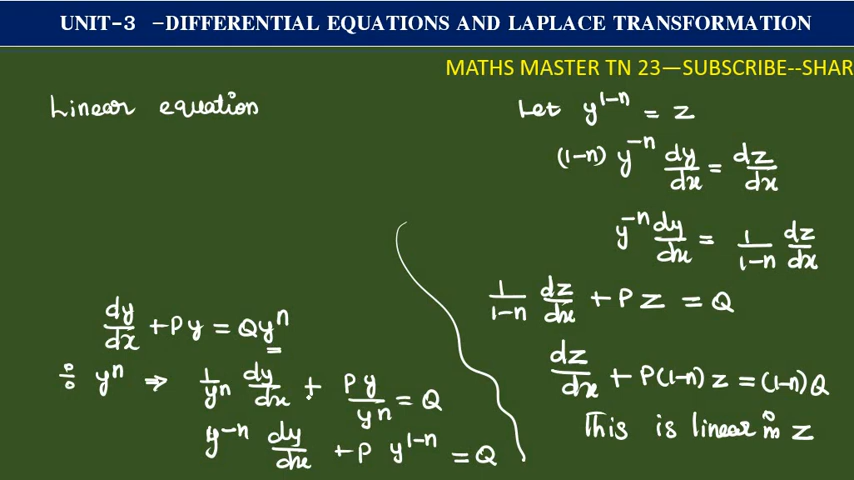 UNIT-3 -DIFFERENTIAL EQUATIONS AND LAPLACE TRANSFORMATION
MATHS MASTER TN 23—SUBSCRIBE--SHAR
Linear equation
dy/dx + Py = Qy^n
÷ y^n ⇒ 1/y^n dy/dx + Py/y^n = Q
y^-n dy/dx + P y^1-n = Q
Let y^1-n = z
(1-n) y^-n dy/dx = dz/dx
y^-n dy/dx = 1/1-n dz/dx
1/1-n dz/dx + P z = Q
dz/dx + P(1-n) z = (1-n)Q
This is linear in z